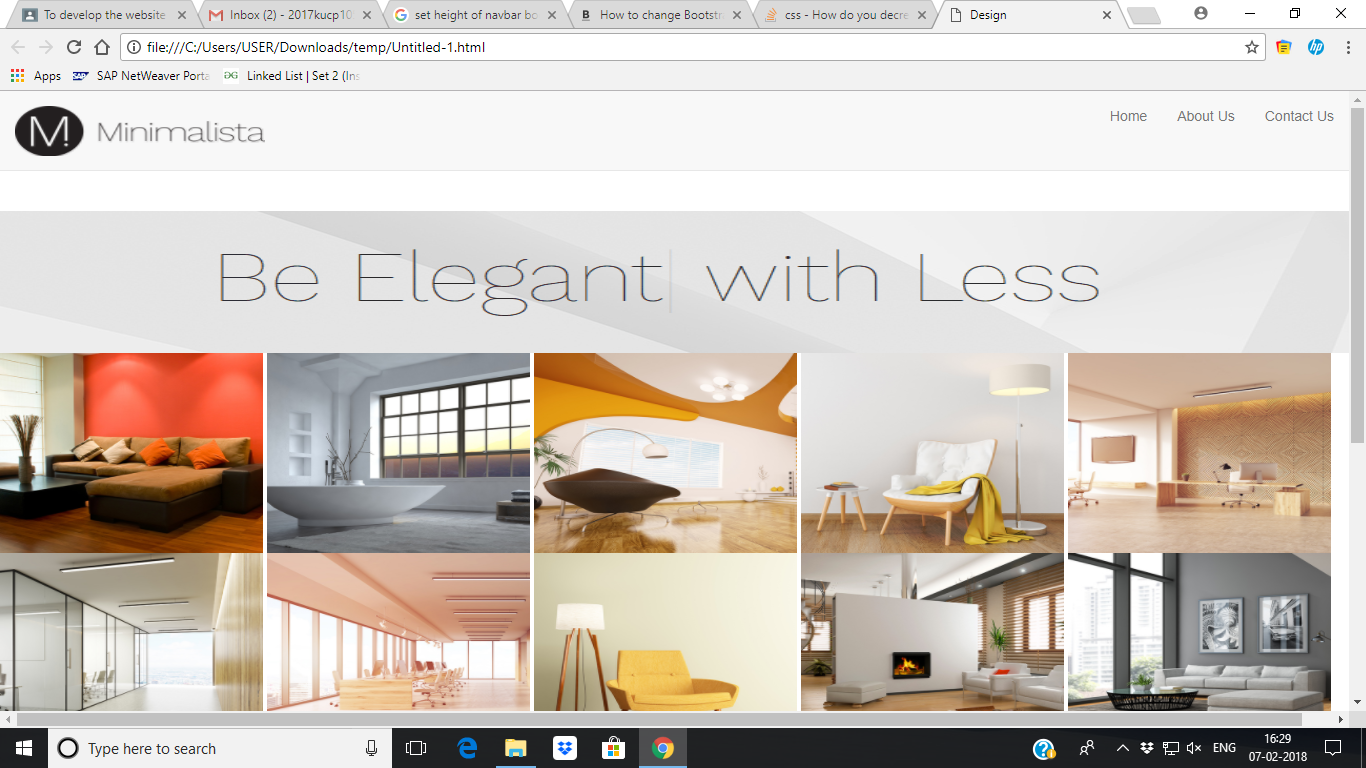 To develop the website
Inbox (2) - 2017kucp10
set height of navbar bo
How to change Bootstr
css - How do you decre
Design
file:///C:/Users/USER/Downloads/temp/Untitled-1.html
Apps
SAP NetWeaver Porta
Linked List | Set 2 (Ins
M! Minimalista
Home
About Us
Contact Us
Be Elegant with Less
Type here to search
ENG
16:29
07-02-2018